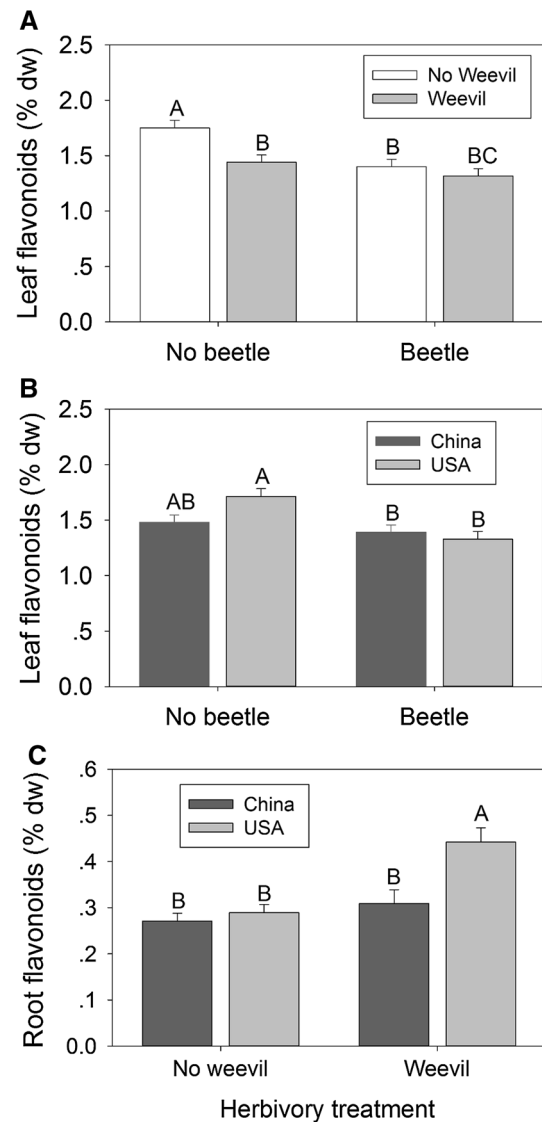 A
Leaf flavonoids (% dw)
2.5
2.0
1.5
1.0
.5
0.0
No Weevil
Weevil
A
B
B
BC
No beetle
Beetle
B
Leaf flavonoids (% dw)
2.5
2.0
1.5
1.0
.5
0.0
China
USA
AB
A
B
B
No beetle
Beetle
C
Root flavonoids (% dw)
.6
.5
.4
.3
.2
.1
0.0
China
USA
B
B
B
A
No weevil
Weevil
Herbivory treatment